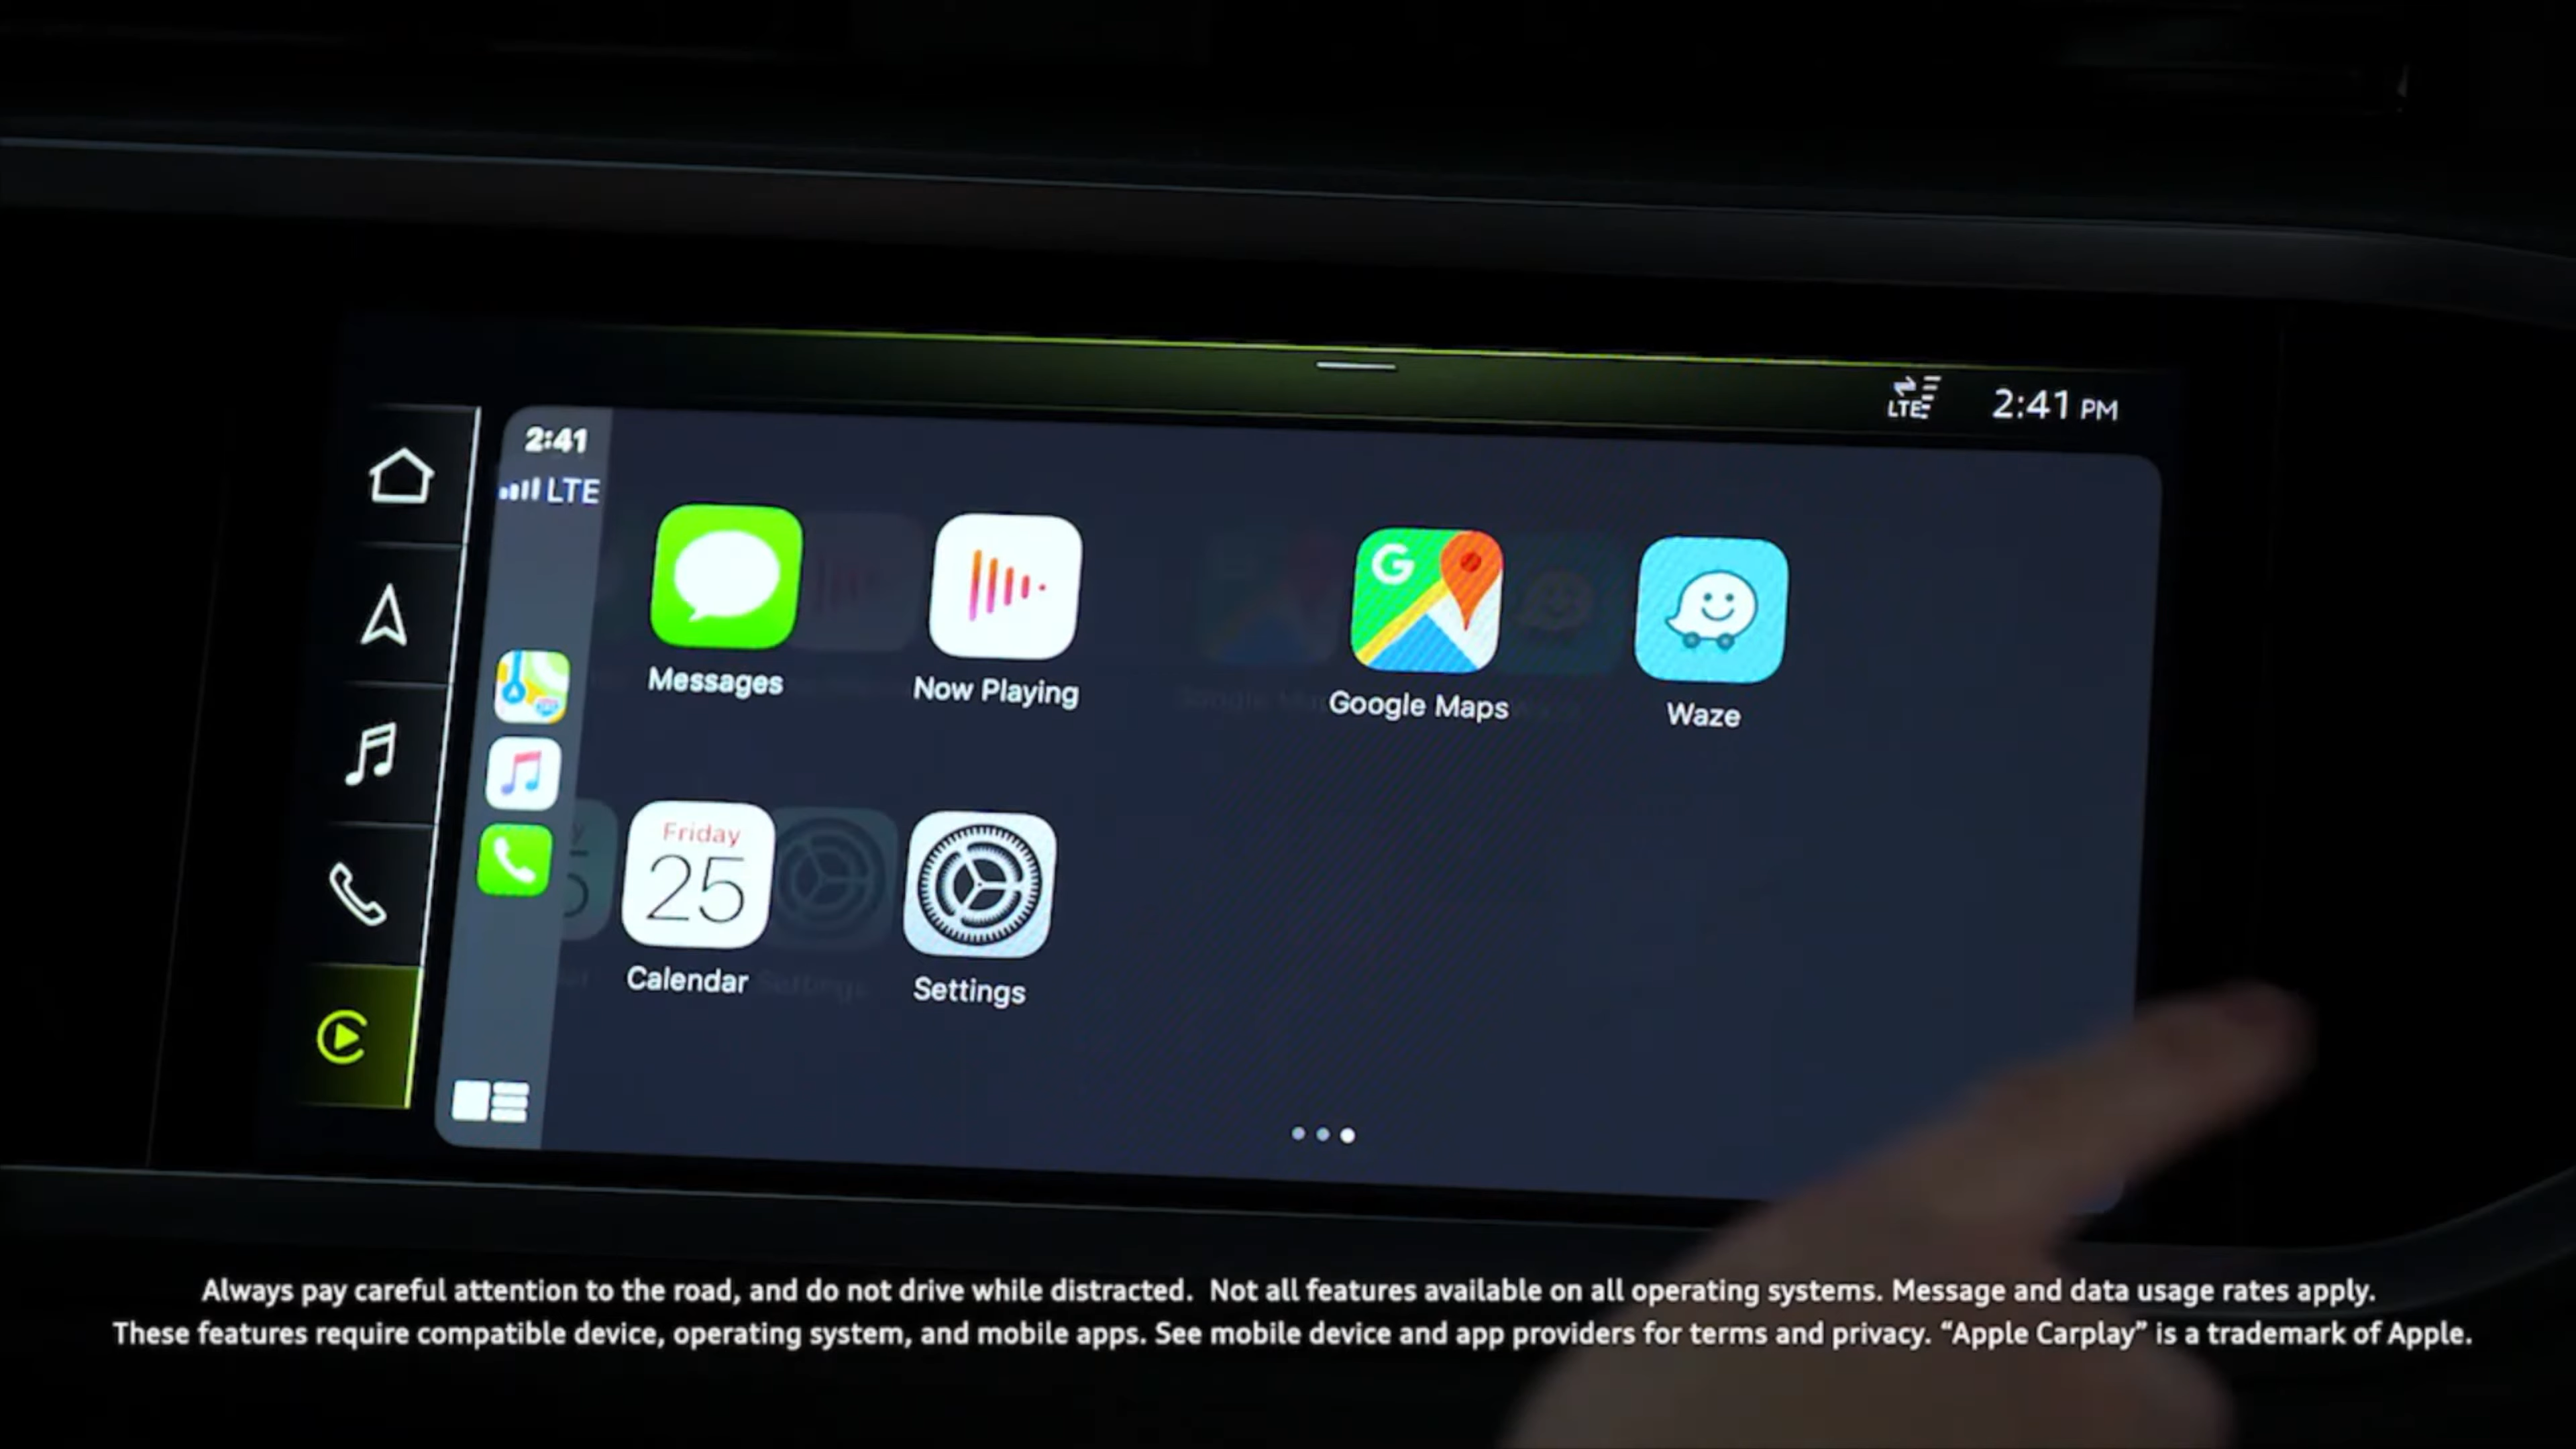 LTE 2:41 PM
2:41
LTE
Messages
Now Playing
G
Google Maps
Waze
Friday
25
Calendar
Settings
Always pay careful attention to the road, and do not drive while distracted. Not all features available on all operating systems. Message and data usage rates apply.
These features require compatible device, operating system, and mobile apps. See mobile device and app providers for terms and privacy. “Apple Carplay” is a trademark of Apple.